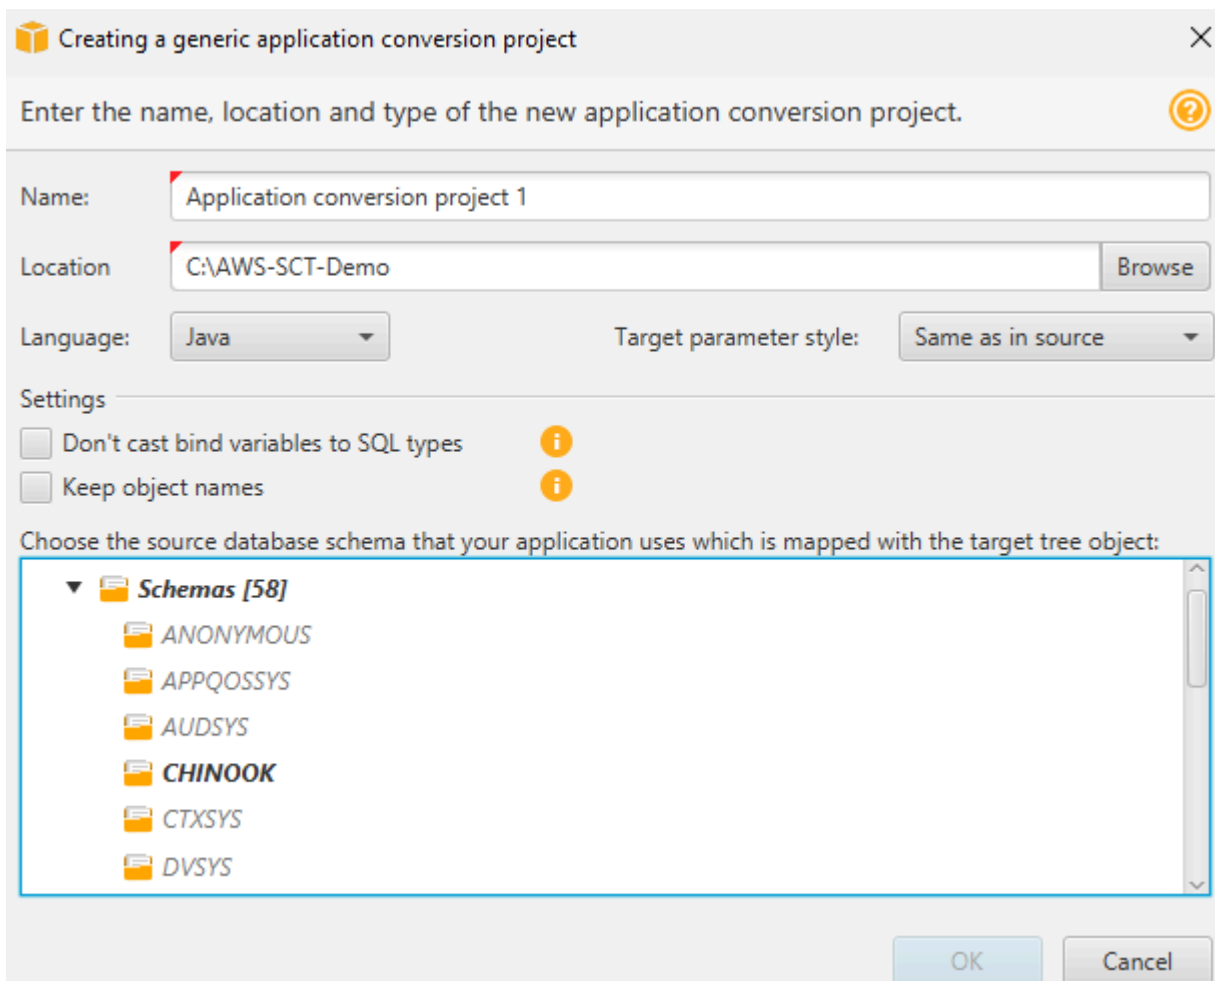 Creating a generic application conversion project
Enter the name, location and type of the new application conversion project.
Name: Application conversion project 1
Location C:\AWS-SCT-Demo Browse
Language: Java Target parameter style: Same as in source
Settings
Don't cast bind variables to SQL types
Keep object names
Choose the source database schema that your application uses which is mapped with the target tree object:
Schemas [58]
ANONYMOUS
APPQOSSYS
AUDSYS
CHINOOK
CTXSYS
DVSYS
OK Cancel